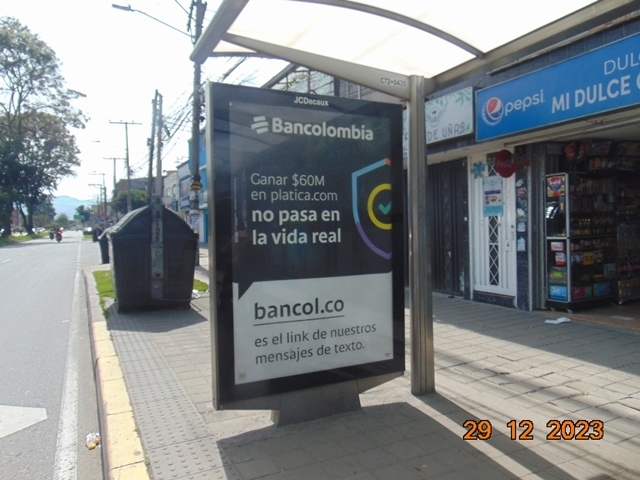 JCDecaux
Bancolombia
Ganar $60M
en platica.com
no pasa en
la vida real
bancol.co
es el link de nuestros
mensajes de texto.
DE UÑAS
pepsi
DUL
MI DULCE
29 12 2023